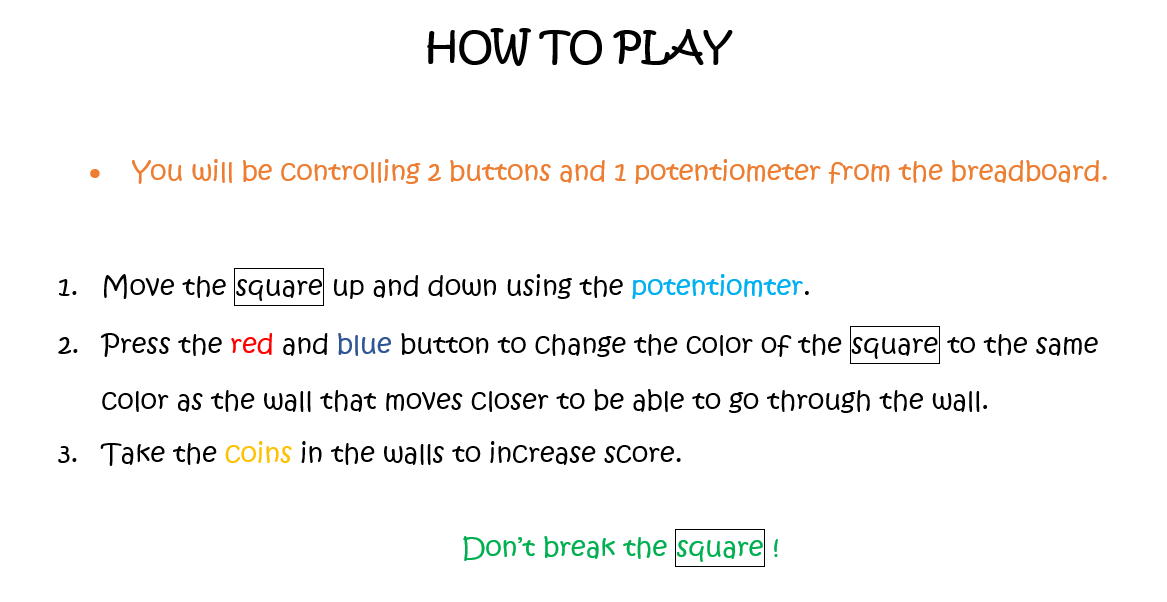 HOW TO PLAY
• You will be controlling 2 buttons and 1 potentiometer from the breadboard.
1. Move the square up and down using the potentiomter.
2. Press the red and blue button to change the color of the square to the same
color as the wall that moves closer to be able to go through the wall.
3. Take the coins in the walls to increase score.
Don't break the square !